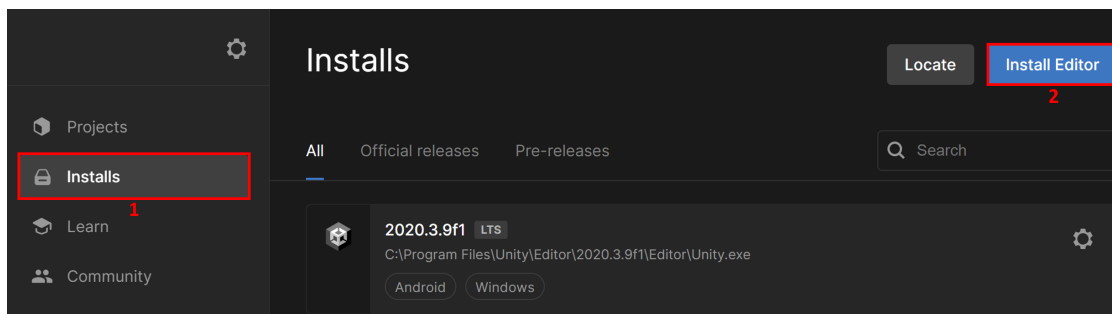 Installs
Locate
Install Editor
2
Projects
All
Official releases
Pre-releases
Search
Installs
1
Learn
2020.3.9f1 LTS
C:\Program Files\Unity\Editor\2020.3.9f1\Editor\Unity.exe
Community
Android
Windows